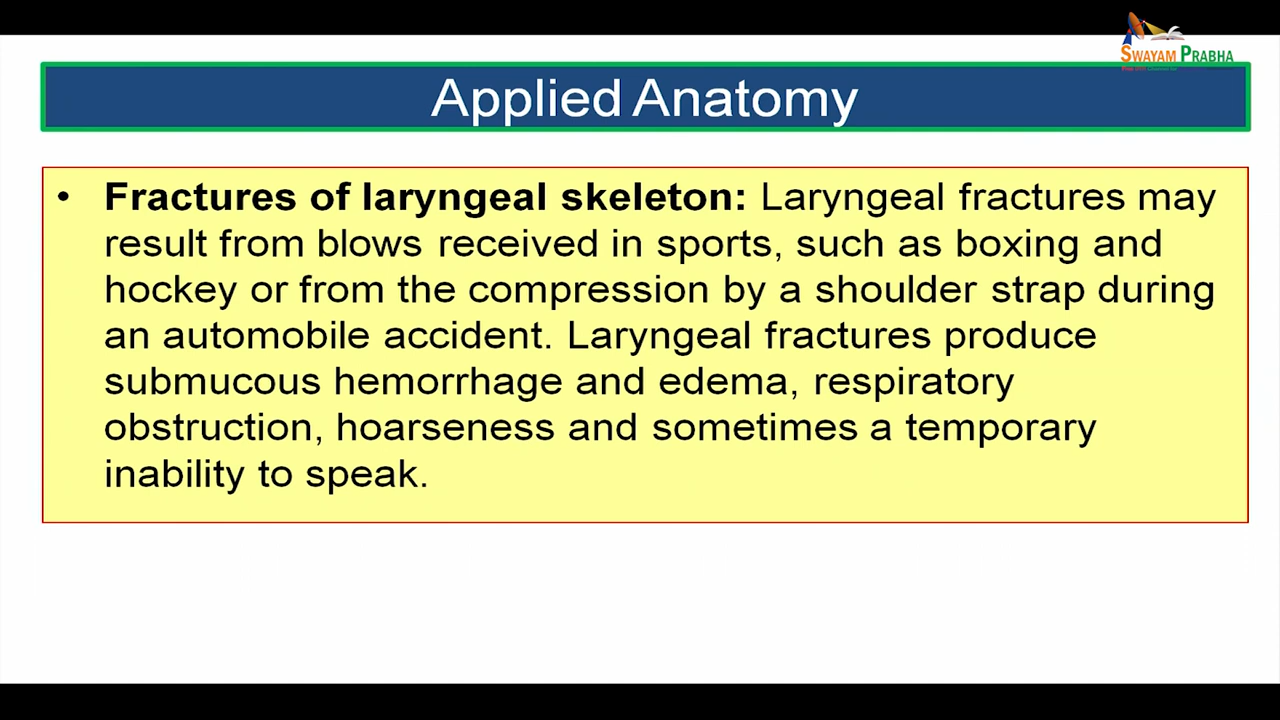 SWAYAM PRABHA
Applied Anatomy
• Fractures of laryngeal skeleton: Laryngeal fractures may
result from blows received in sports, such as boxing and
hockey or from the compression by a shoulder strap during
an automobile accident. Laryngeal fractures produce
submucous hemorrhage and edema, respiratory
obstruction, hoarseness and sometimes a temporary
inability to speak.